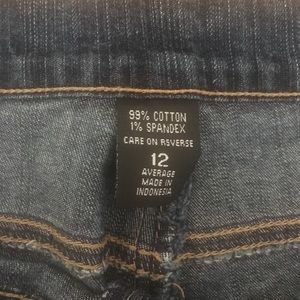 99% COTTON
1% SPANDEX
CARE ON REVERSE
12
AVERAGE
MADE IN
INDONESIA